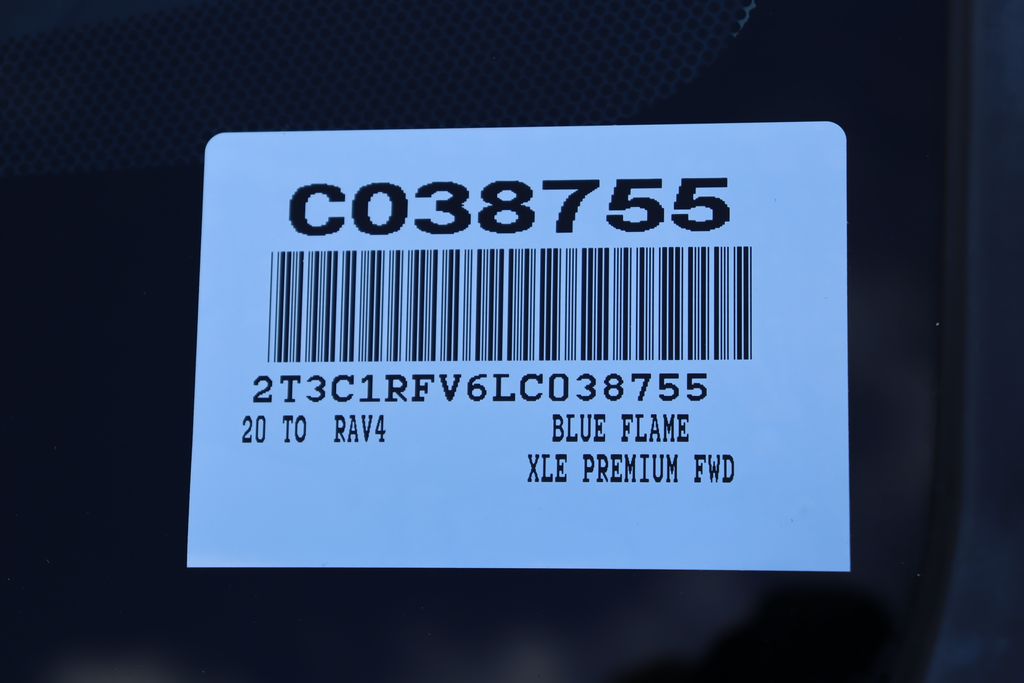 C038755
2T3C1RFV6LC038755
20 TO RAV4 BLUE FLAME
XLE PREMIUM FWD